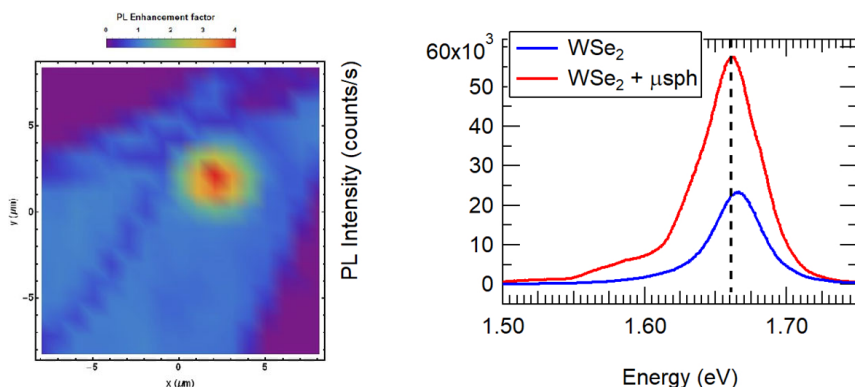 PL Enhancement factor
0 1 2 3 4
5
0
-5
y (μm)
-5 0 5
x (μm)
PL Intensity (counts/s)
60x10³
50
40
30
20
10
0
WSe₂
WSe₂ + μsph
1.50 1.60 1.70
Energy (eV)